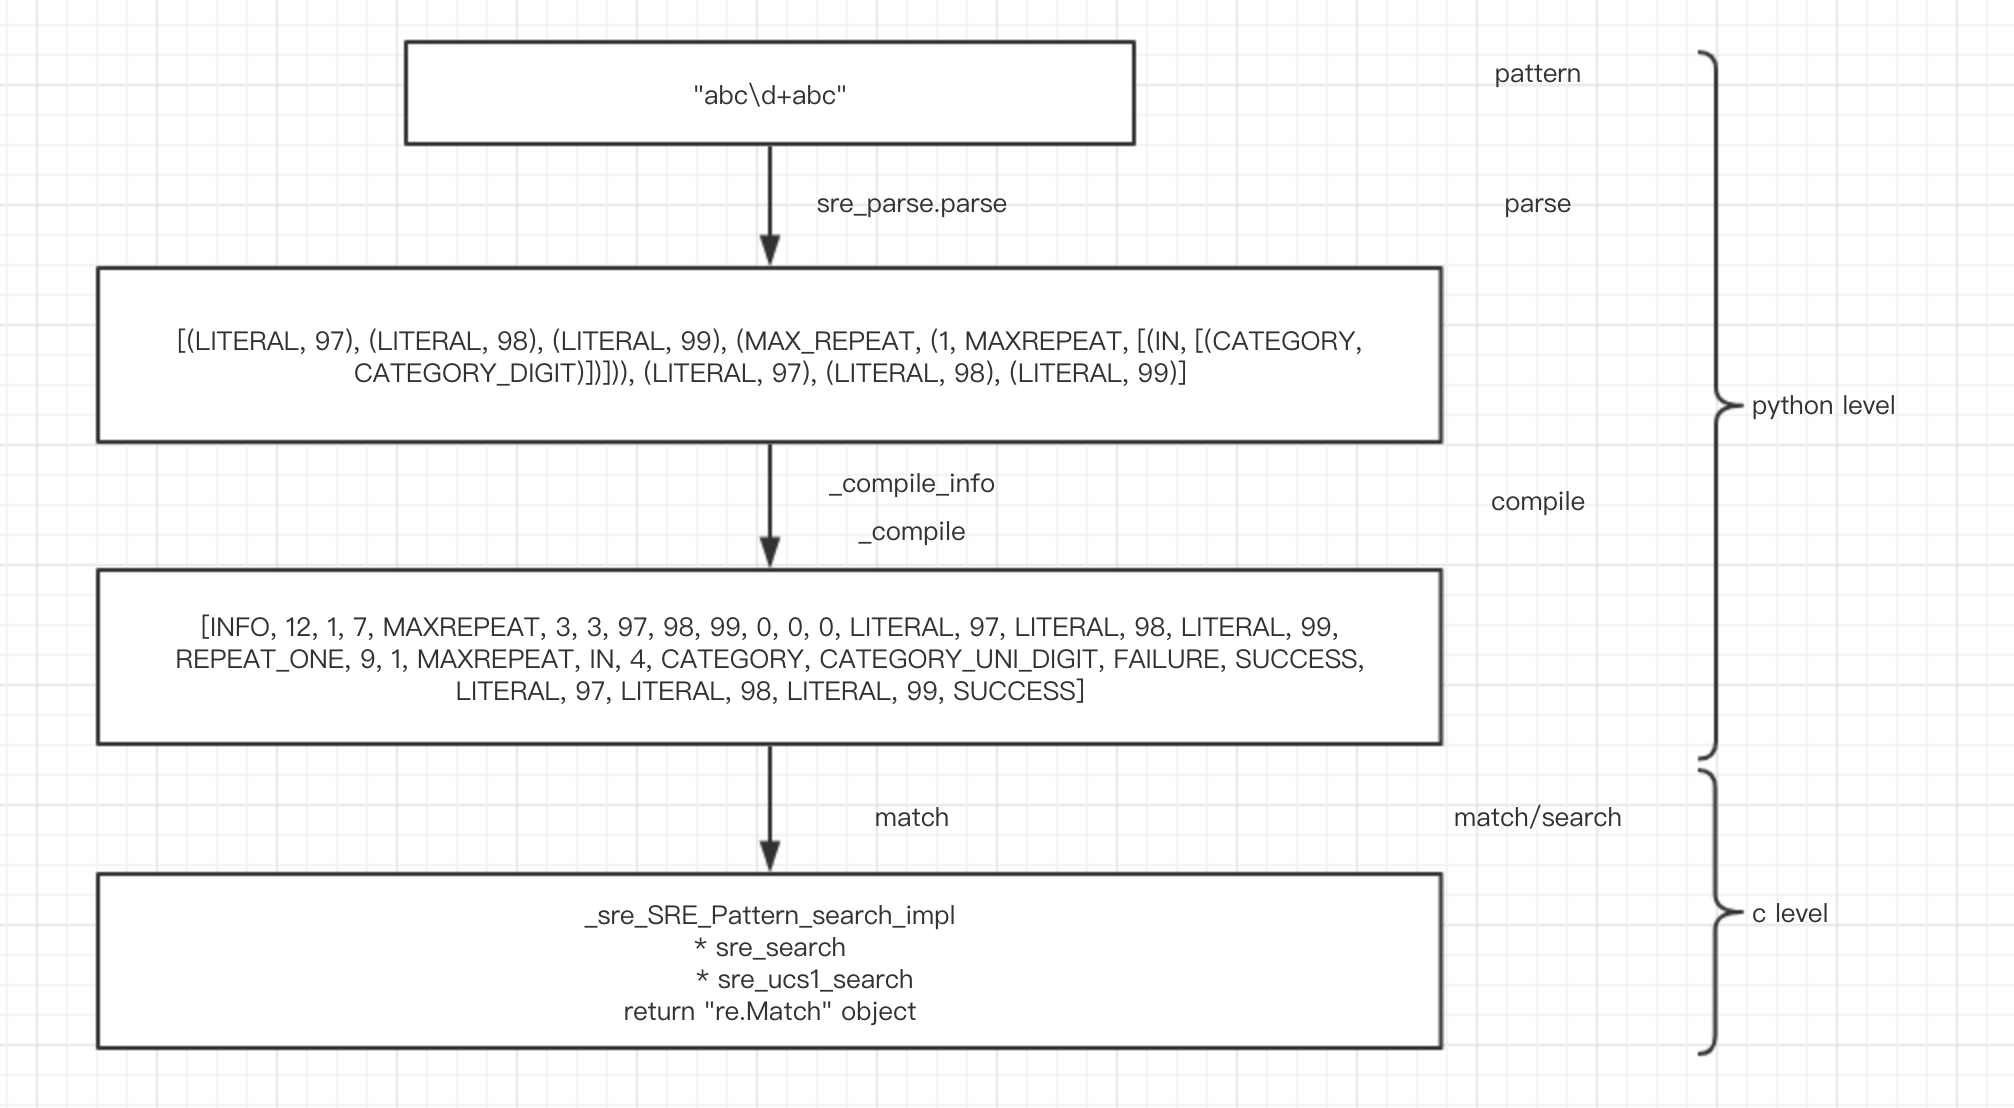 "abc\d+abc"
pattern
sre_parse.parse
parse
[(LITERAL, 97), (LITERAL, 98), (LITERAL, 99), (MAX_REPEAT, (1, MAXREPEAT, [(IN, [(CATEGORY,
CATEGORY_DIGIT)])])), (LITERAL, 97), (LITERAL, 98), (LITERAL, 99)]
python level
_compile_info
_compile
compile
[INFO, 12, 1, 7, MAXREPEAT, 3, 3, 97, 98, 99, 0, 0, 0, LITERAL, 97, LITERAL, 98, LITERAL, 99,
REPEAT_ONE, 9, 1, MAXREPEAT, IN, 4, CATEGORY, CATEGORY_UNI_DIGIT, FAILURE, SUCCESS,
LITERAL, 97, LITERAL, 98, LITERAL, 99, SUCCESS]
match
match/search
_sre_SRE_Pattern_search_impl
* sre_search
* sre_ucs1_search
return "re.Match" object
c level